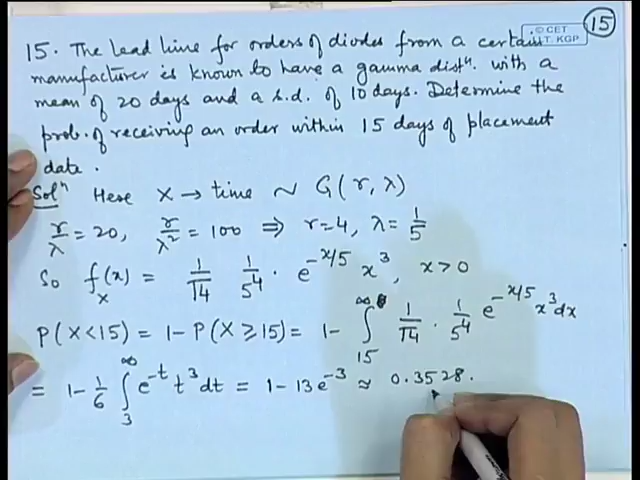 © CET
I.I.T. KGP
15
15. The lead time for orders of diodes from a certain
manufacturer is known to have a gamma distⁿ. with a
mean of 20 days and a s.d. of 10 days. Determine the
prob. of receiving an order within 15 days of placement
date.
Solⁿ Here X → time ~ G(r, λ)
r/λ = 20, r/λ² = 100 ⇒ r=4, λ = 1/5
So f_X(x) = 1/Γ4 1/5⁴ · e^(-x/5) x³, x > 0
P(X<15) = 1 - P(X ≥ 15) = 1 - ∫₁₅^∞ 1/Γ4 · 1/5⁴ e^(-x/5) x³ dx
= 1 - 1/6 ∫₃^∞ e^(-t) t³ dt = 1 - 13e⁻³ ≈ 0.3528.